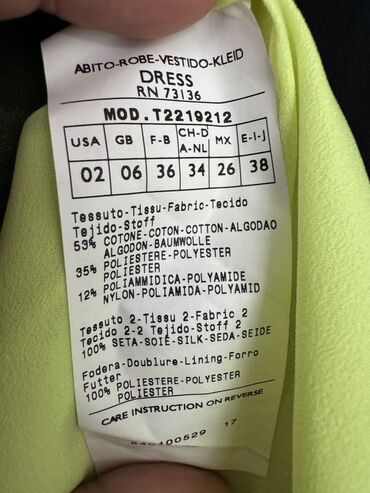 ABITO-ROBE-VESTIDO-KLEID
DRESS
RN 73136
MOD. T2219212
USA GB F-B CH-D A-NL MX E-I-J
02 06 36 34 26 38
Tessuto-Tissu-Fabric-Tecido
Tejido-Stoff
53% COTONE-COTON-COTTON-ALGODAO
ALGODON-BAUMWOLLE
35% POLIESTERE-POLYESTER
POLIESTER
12% POLIAMMIDICA-POLYAMIDE
NYLON-POLIAMIDA-POLYAMID
Tessuto 2-Tissu 2-Fabric 2
Tecido 2-2 Tejido-Stoff 2
100% SETA-SOIE-SILK-SEDA-SEIDE
Fodera-Doublure-Lining-Forro
Futter
100% POLIESTERE-POLYESTER
POLIESTER
CARE INSTRUCTION ON REVERSE
17